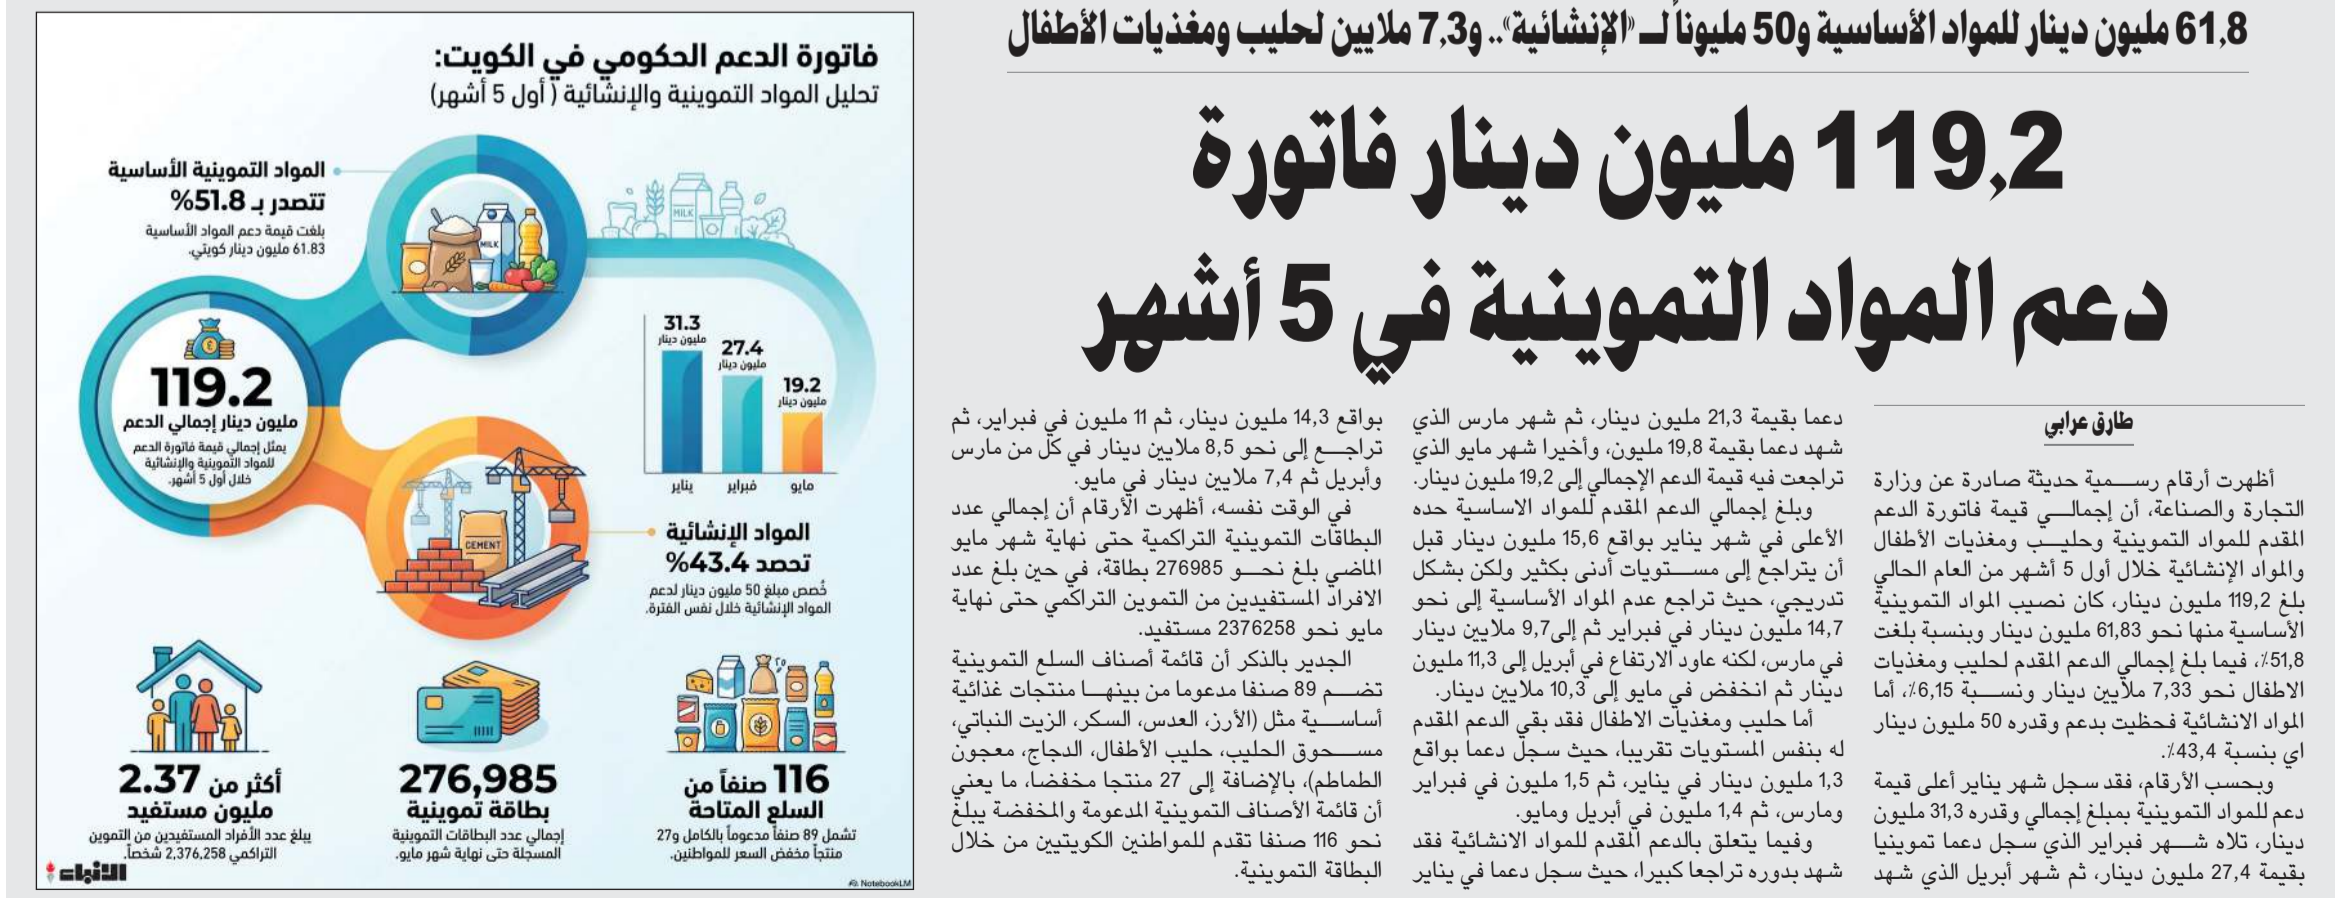 61,8 مليون دينار للمواد الأساسية و50 مليوناً لـ «الإنشائية».. و7,3 ملايين لحليب ومغذيات الأطفال
119,2 مليون دينار فاتورة
دعم المواد التموينية في 5 أشهر
طارق عرابي
أظهرت أرقام رسـمية حديثة صادرة عن وزارة
التجارة والصناعة، أن إجمالـي قيمة فاتورة الدعم
المقدم للمواد التموينية وحليب ومغذيات الأطفال
والمواد الإنشائية خلال أول 5 أشهر من العام الحالي
بلغ 119,2 مليون دينار، كان نصيب المواد التموينية
الأساسية منها نحو 61,83 مليون دينار وبنسبة بلغت
51,8٪، فيما بلغ إجمالي الدعم المقدم لحليب ومغذيات
الاطفال نحو 7,33 ملايين دينار ونسـبة 6,15٪، أما
المواد الانشائية فحظيت بدعم وقدره 50 مليون دينار
اي بنسبة 43,4٪.
وبحسب الأرقام، فقد سجل شهر يناير أعلى قيمة
دعم للمواد التموينية بمبلغ إجمالي وقدره 31,3 مليون
دينار، تلاه شـهر فبراير الذي سجل دعما تموينيا
بقيمة 27,4 مليون دينار، ثم شهر أبريل الذي شهد
دعما بقيمة 21,3 مليون دينار، ثم شهر مارس الذي
شهد دعما بقيمة 19,8 مليون، وأخيرا شهر مايو الذي
تراجعت فيه قيمة الدعم الإجمالي إلى 19,2 مليون دينار.
وبلغ إجمالي الدعم المقدم للمواد الاساسية حده
الأعلى في شهر يناير بواقع 15,6 مليون دينار قبل
أن يتراجع إلى مسـتويات أدنى بكثير ولكن بشكل
تدريجي، حيث تراجع عدم المواد الأساسية إلى نحو
14,7 مليون دينار في فبراير ثم إلى9,7 ملايين دينار
في مارس، لكنه عاود الارتفاع في أبريل إلى 11,3 مليون
دينار ثم انخفض في مايو إلى 10,3 ملايين دينار.
أما حليب ومغذيات الاطفال فقد بقي الدعم المقدم
له بنفس المستويات تقريبا، حيث سجل دعما بواقع
1,3 مليون دينار في يناير، ثم 1,5 مليون في فبراير
ومارس، ثم 1,4 مليون في أبريل ومايو.
وفيما يتعلق بالدعم المقدم للمواد الانشائية فقد
شهد بدوره تراجعا كبيرا، حيث سجل دعما في يناير
بواقع 14,3 مليون دينار، ثم 11 مليون في فبراير، ثم
تراجـع إلى نحو 8,5 ملايين دينار في كل من مارس
وأبريل ثم 7,4 ملايين دينار في مايو.
في الوقت نفسه، أظهرت الأرقام أن إجمالي عدد
البطاقات التموينية التراكمية حتى نهاية شهر مايو
الماضي بلغ نحـو 276985 بطاقة، في حين بلغ عدد
الافراد المستفيدين من التموين التراكمي حتى نهاية
مايو نحو 2376258 مستفيد.
الجدير بالذكر أن قائمة أصناف السلع التموينية
تضـم 89 صنفا مدعوما من بينهـا منتجات غذائية
أساسـية مثل (الأرز، العدس، السكر، الزيت النباتي،
مسـحوق الحليب، حليب الأطفال، الدجاج، معجون
الطماطم)، بالإضافة إلى 27 منتجا مخفضا، ما يعني
أن قائمة الأصناف التموينية المدعومة والمخفضة يبلغ
نحو 116 صنفا تقدم للمواطنين الكويتيين من خلال
البطاقة التموينية.
فاتورة الدعم الحكومي في الكويت:
تحليل المواد التموينية والإنشائية (أول 5 أشهر)
المواد التموينية الأساسية
تتصدر بـ 51.8%
بلغت قيمة دعم المواد الأساسية
61.83 مليون دينار كويتي.
MILK
MILK
119.2
مليون دينار إجمالي الدعم
يمثل إجمالي قيمة فاتورة الدعم
للمواد التموينية والإنشائية
خلال أول 5 أشهر.
31.3
مليون دينار
27.4
مليون دينار
19.2
مليون دينار
يناير
فبراير
مايو
CEMENT
المواد الإنشائية
تحصد 43.4%
خُصص مبلغ 50 مليون دينار لدعم
المواد الإنشائية خلال نفس الفترة.
116 صنفاً من
السلع المتاحة
تشمل 89 صنفاً مدعوماً بالكامل و27
منتجاً مخفض السعر للمواطنين.
276,985
بطاقة تموينية
إجمالي عدد البطاقات التموينية
المسجلة حتى نهاية شهر مايو.
أكثر من 2.37
مليون مستفيد
يبلغ عدد الأفراد المستفيدين من التموين
التراكمي 2,376,258 شخصاً.
الأنباء
NotebookLM